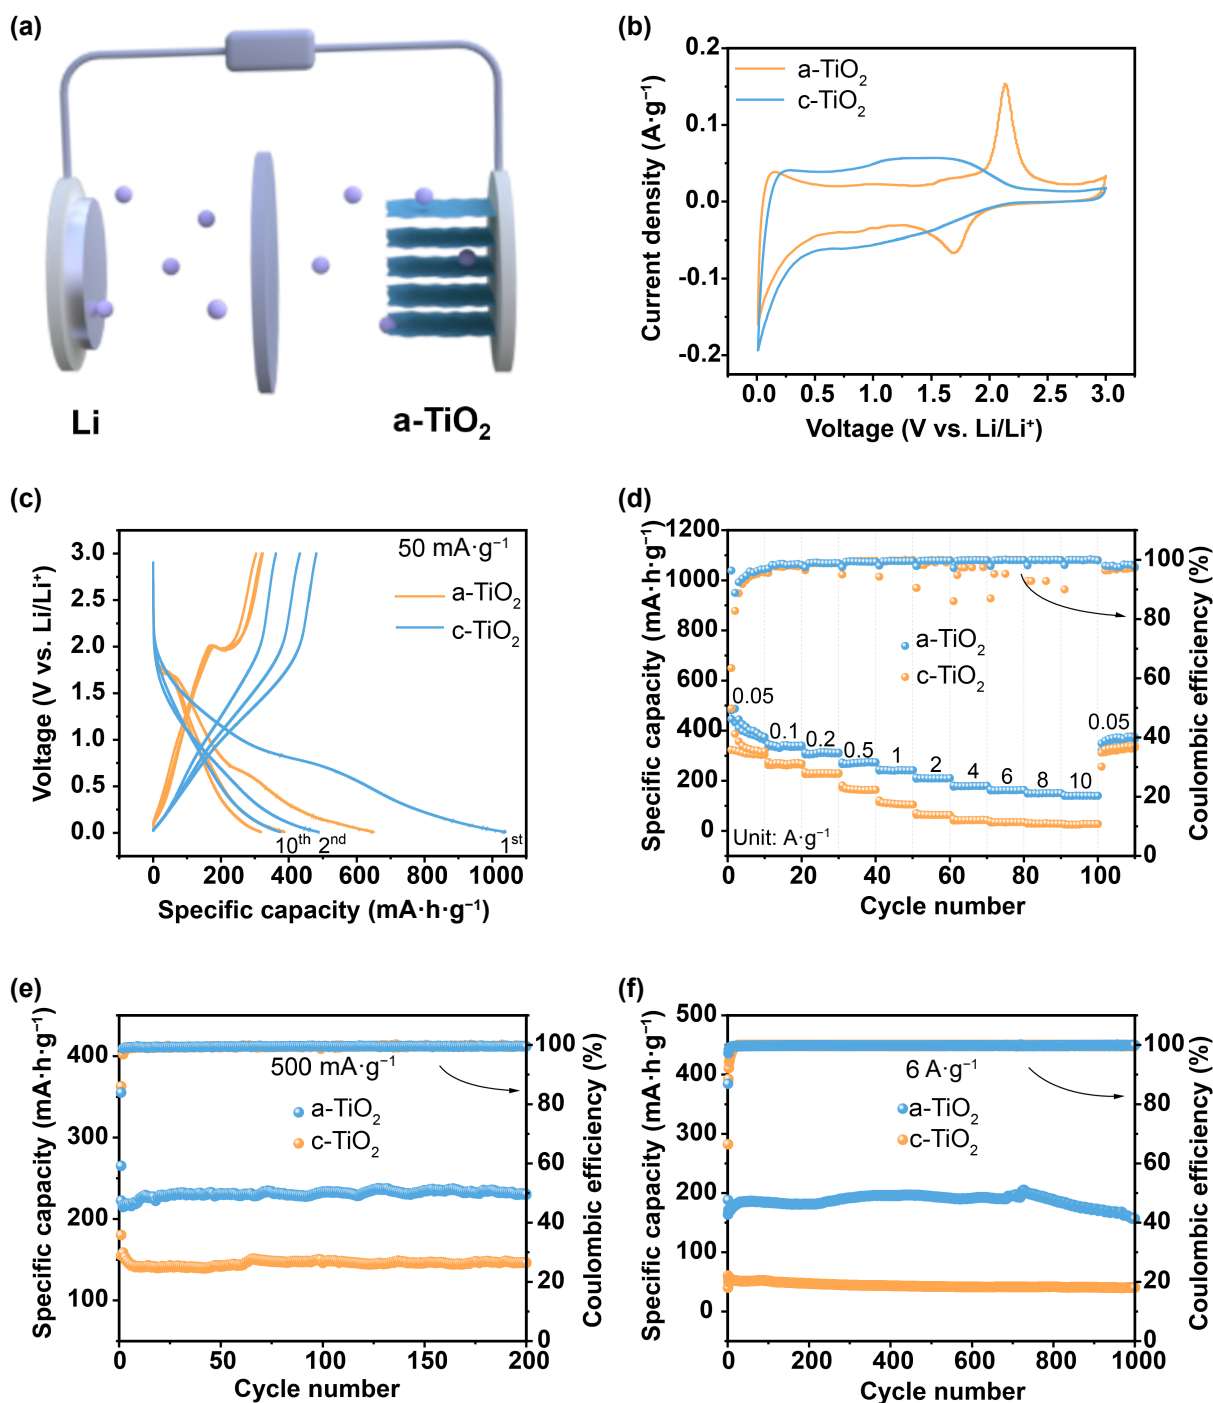 (a)
Li
a-TiO₂
(b)
0.2
0.1
0.0
-0.1
-0.2
Current density (A·g⁻¹)
a-TiO₂
c-TiO₂
0.0 0.5 1.0 1.5 2.0 2.5 3.0
Voltage (V vs. Li/Li⁺)
(c)
3.0
2.5
2.0
1.5
1.0
0.5
0.0
Voltage (V vs. Li/Li⁺)
50 mA·g⁻¹
a-TiO₂
c-TiO₂
10ᵗʰ 2ⁿᵈ 1ˢᵗ
0 200 400 600 800 1000
Specific capacity (mA·h·g⁻¹)
(d)
1200
1000
800
600
400
200
0
Specific capacity (mA·h·g⁻¹)
a-TiO₂
c-TiO₂
0.05 0.1 0.2 0.5 1 2 4 6 8 10 0.05
Unit: A·g⁻¹
100
80
60
40
20
0
Coulombic efficiency (%)
0 20 40 60 80 100
Cycle number
(e)
400
300
200
100
Specific capacity (mA·h·g⁻¹)
500 mA·g⁻¹
a-TiO₂
c-TiO₂
100
80
60
40
20
0
Coulombic efficiency (%)
0 50 100 150 200
Cycle number
(f)
500
400
300
200
100
0
Specific capacity (mA·h·g⁻¹)
6 A·g⁻¹
a-TiO₂
c-TiO₂
100
80
60
40
20
0
Coulombic efficiency (%)
0 200 400 600 800 1000
Cycle number